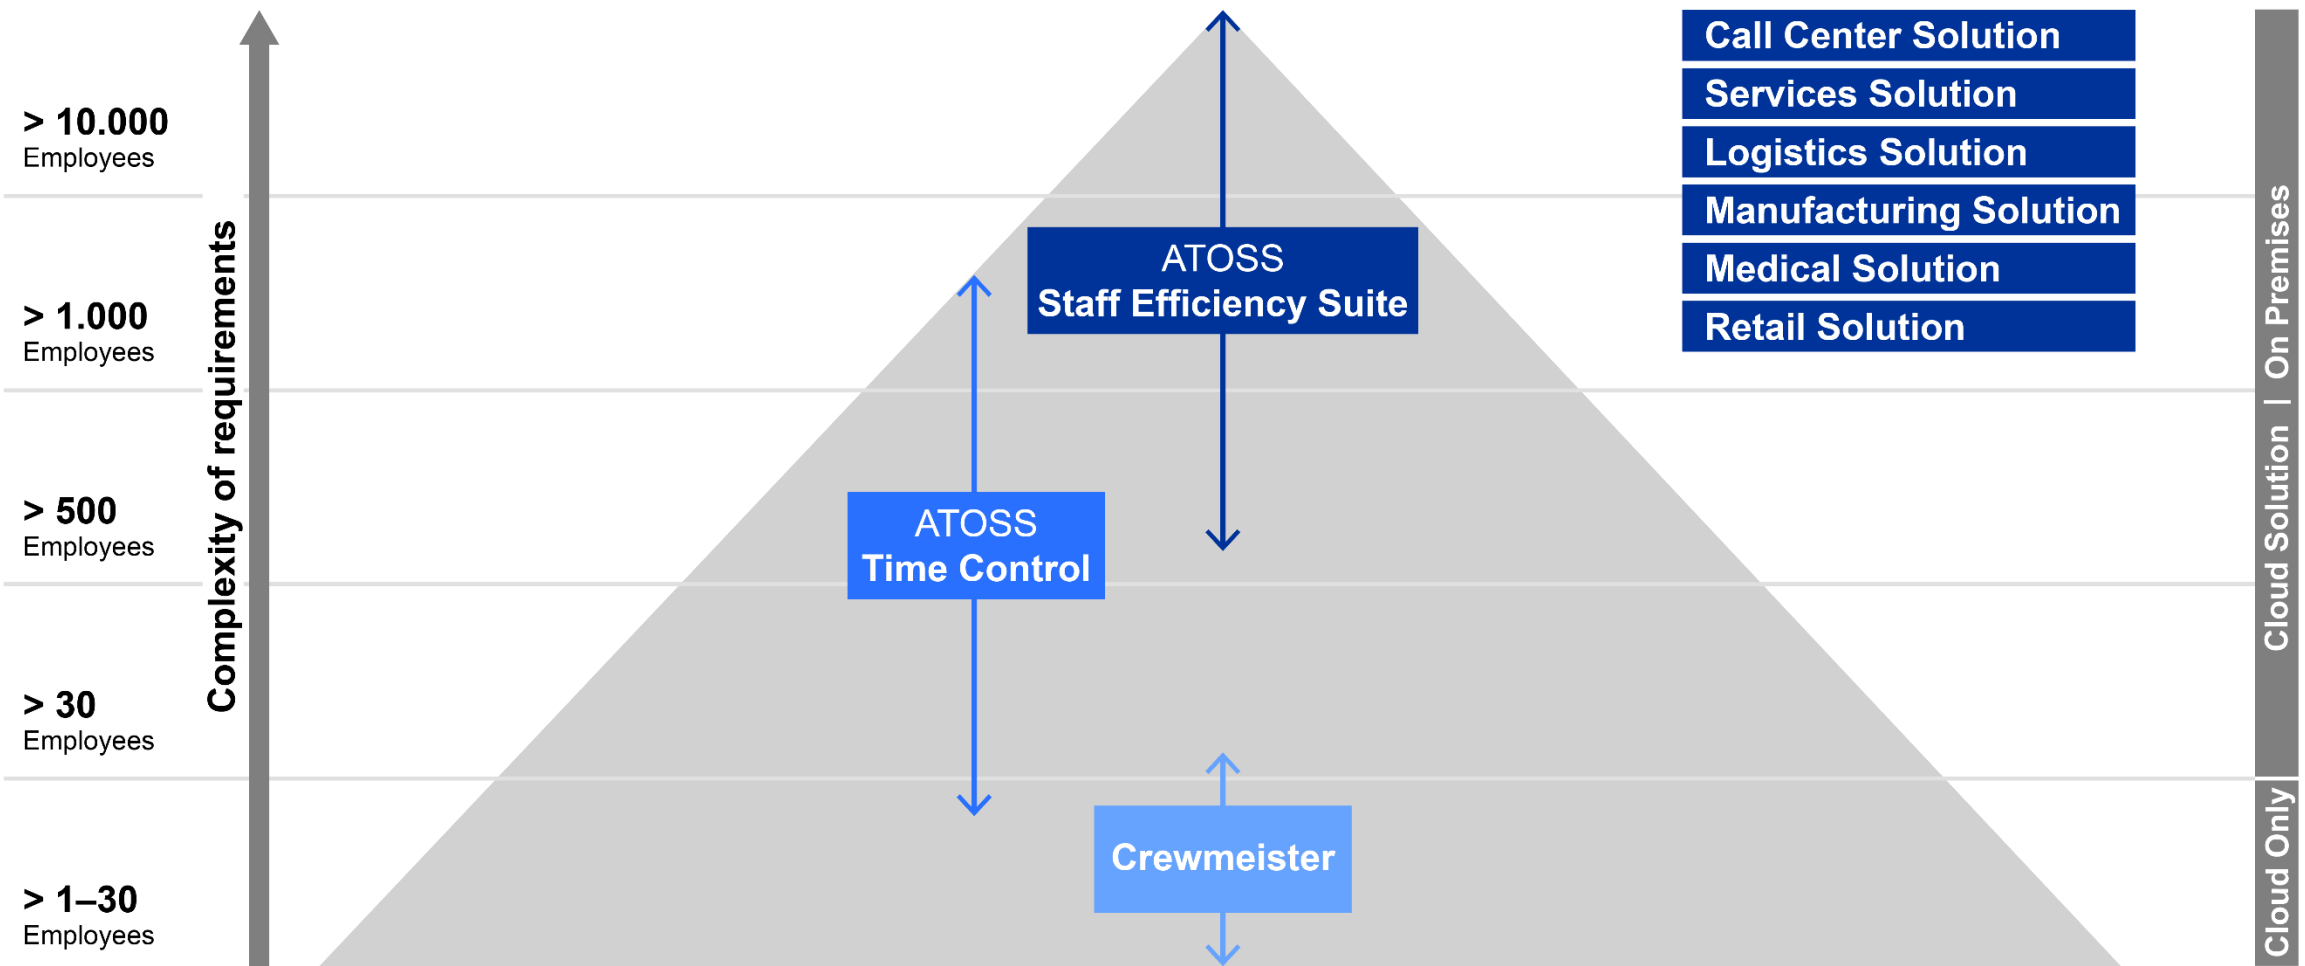 > 10.000
Employees
> 1.000
Employees
> 500
Employees
> 30
Employees
> 1–30
Employees
Complexity of requirements
ATOSS
Staff Efficiency Suite
ATOSS
Time Control
Crewmeister
Call Center Solution
Services Solution
Logistics Solution
Manufacturing Solution
Medical Solution
Retail Solution
Cloud Solution | On Premises
Cloud Only